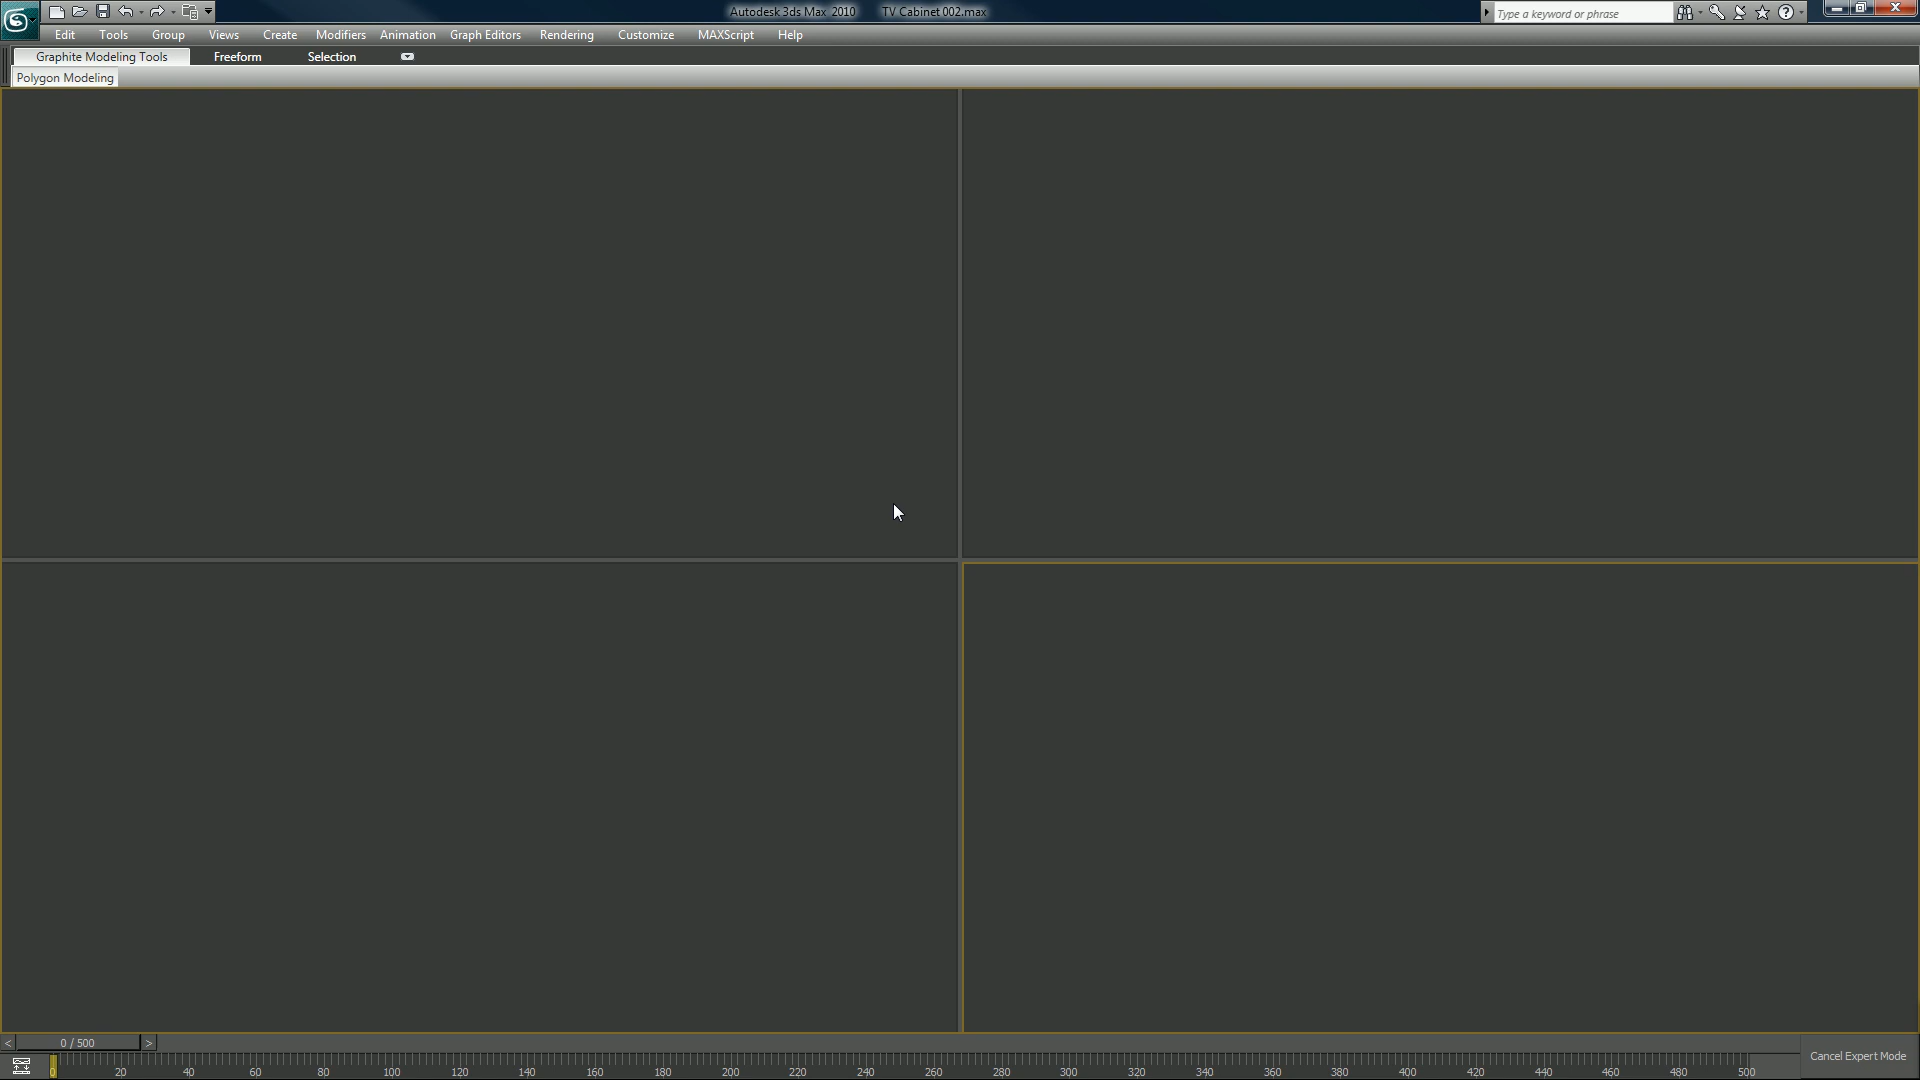 Autodesk 3ds Max 2010 TV Cabinet 002.max
Type a keyword or phrase
Edit Tools Group Views Create Modifiers Animation Graph Editors Rendering Customize MAXScript Help
Graphite Modeling Tools Freeform Selection
Polygon Modeling
< 0 / 500 >
Cancel Expert Mode
0 20 40 60 80 100 120 140 160 180 200 220 240 260 280 300 320 340 360 380 400 420 440 460 480 500